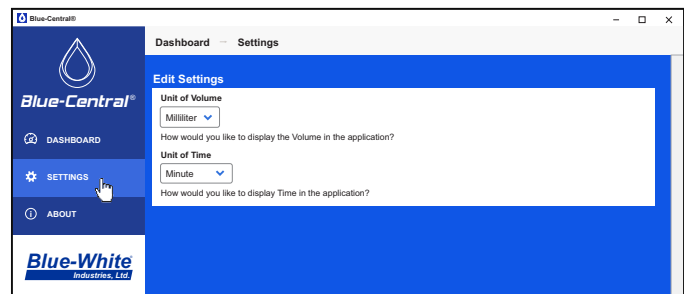 Blue-Central®
Dashboard Settings
Edit Settings
Blue-Central®
Unit of Volume
Milliliter
How would you like to display the Volume in the application?
DASHBOARD
Unit of Time
SETTINGS
Minute
How would you like to display Time in the application?
ABOUT
Blue-White
Industries, Ltd.